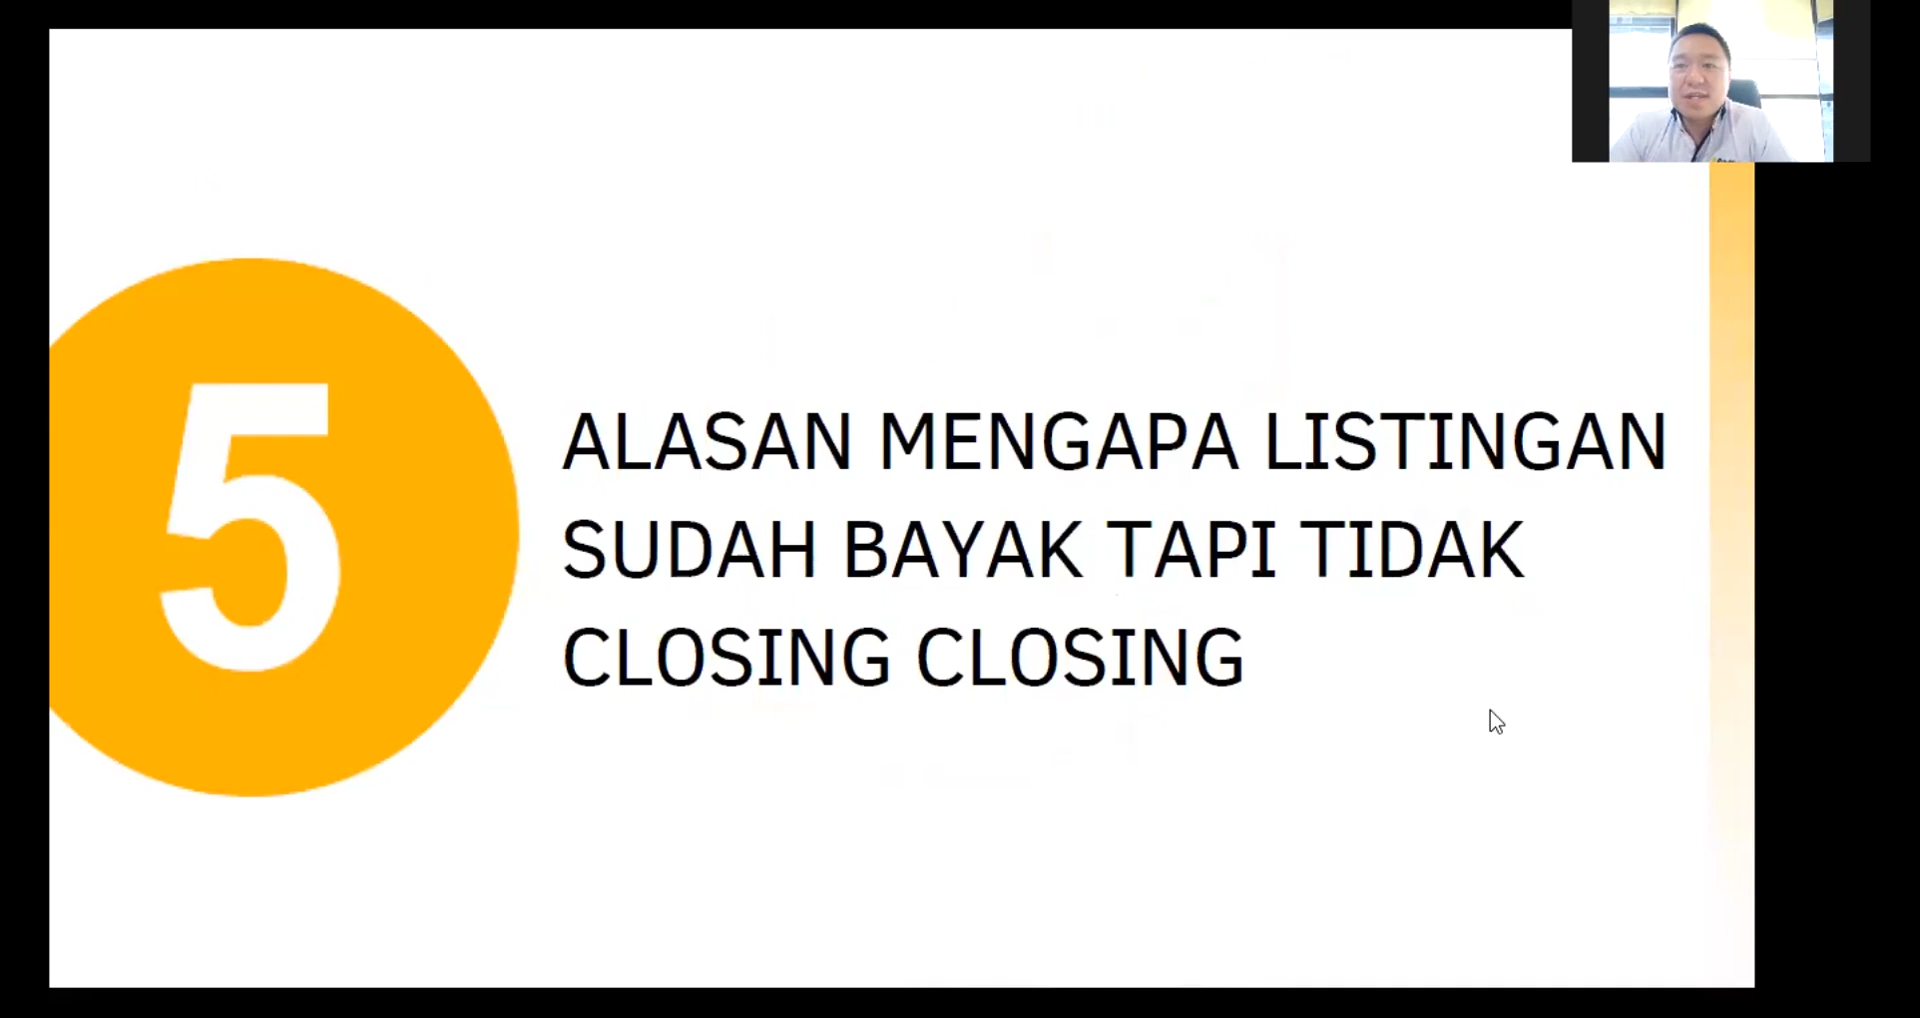 5
ALASAN MENGAPA LISTINGAN
SUDAH BAYAK TAPI TIDAK
CLOSING CLOSING